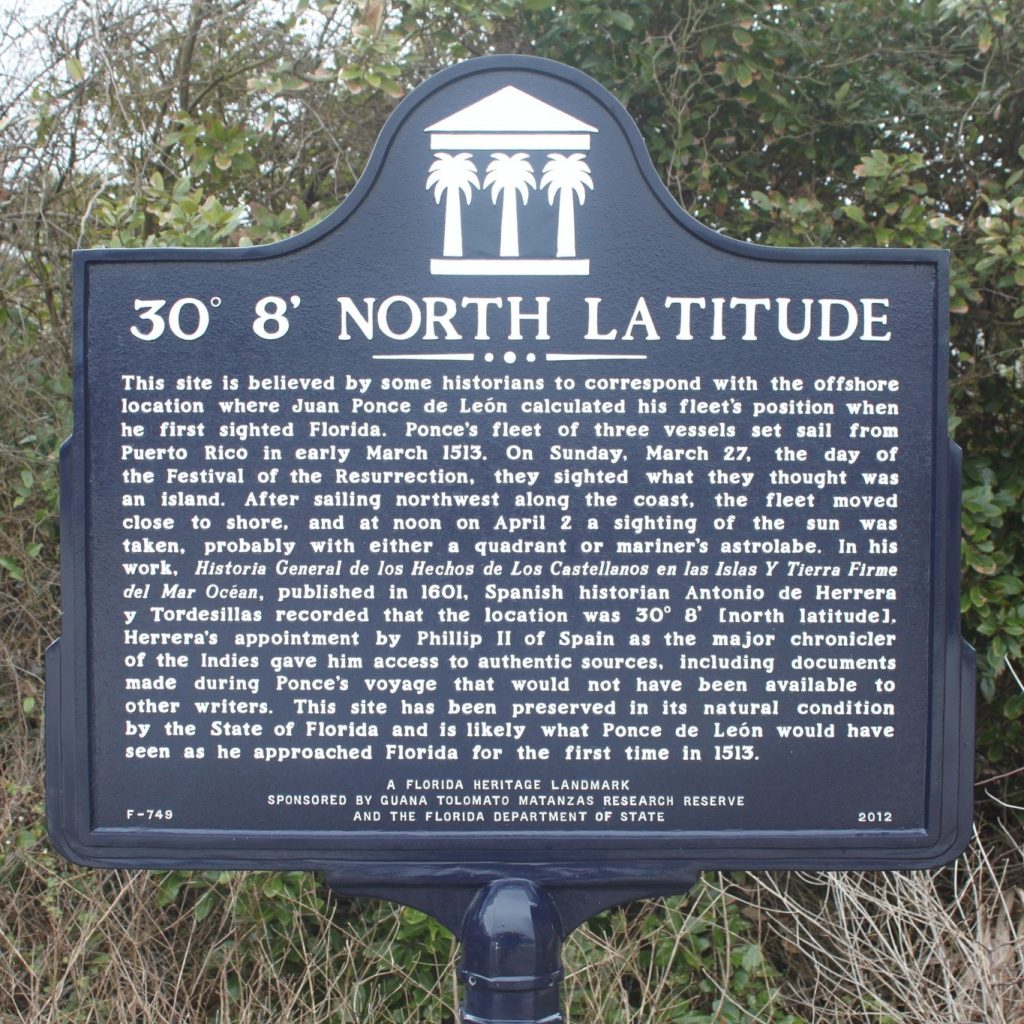 30° 8' NORTH LATITUDE
This site is believed by some historians to correspond with the offshore
location where Juan Ponce de León calculated his fleet's position when
he first sighted Florida. Ponce's fleet of three vessels set sail from
Puerto Rico in early March 1513. On Sunday, March 27, the day of
the Festival of the Resurrection, they sighted what they thought was
an island. After sailing northwest along the coast, the fleet moved
close to shore, and at noon on April 2 a sighting of the sun was
taken, probably with either a quadrant or mariner's astrolabe. In his
work, Historia General de los Hechos de Los Castellanos en las Islas Y Tierra Firme
del Mar Océan, published in 1601, Spanish historian Antonio de Herrera
y Tordesillas recorded that the location was 30° 8' [north latitude].
Herrera's appointment by Phillip II of Spain as the major chronicler
of the Indies gave him access to authentic sources, including documents
made during Ponce's voyage that would not have been available to
other writers. This site has been preserved in its natural condition
by the State of Florida and is likely what Ponce de León would have
seen as he approached Florida for the first time in 1513.
A FLORIDA HERITAGE LANDMARK
SPONSORED BY GUANA TOLOMATO MATANZAS RESEARCH RESERVE
F-749 AND THE FLORIDA DEPARTMENT OF STATE 2012